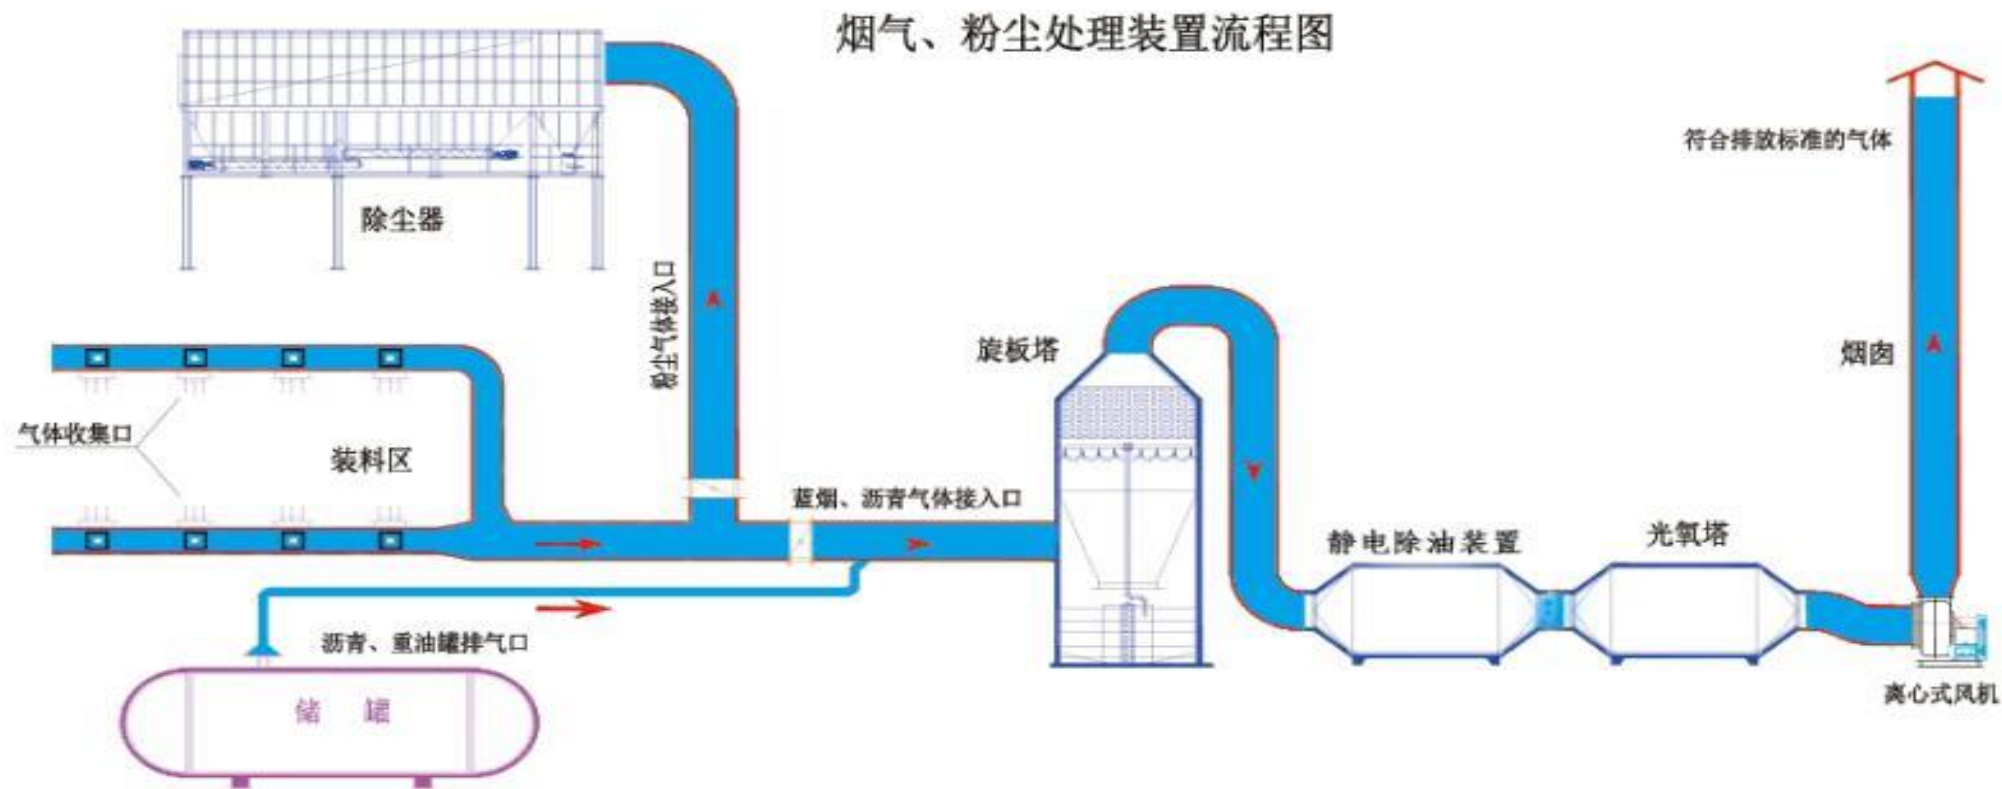 烟气、粉尘处理装置流程图
符合排放标准的气体
除尘器
粉尘气体接入口
旋板塔
烟囱
气体收集口
装料区
蓝烟、沥青气体接入口
静电除油装置
光氧塔
沥青、重油罐排气口
储 罐
离心式风机